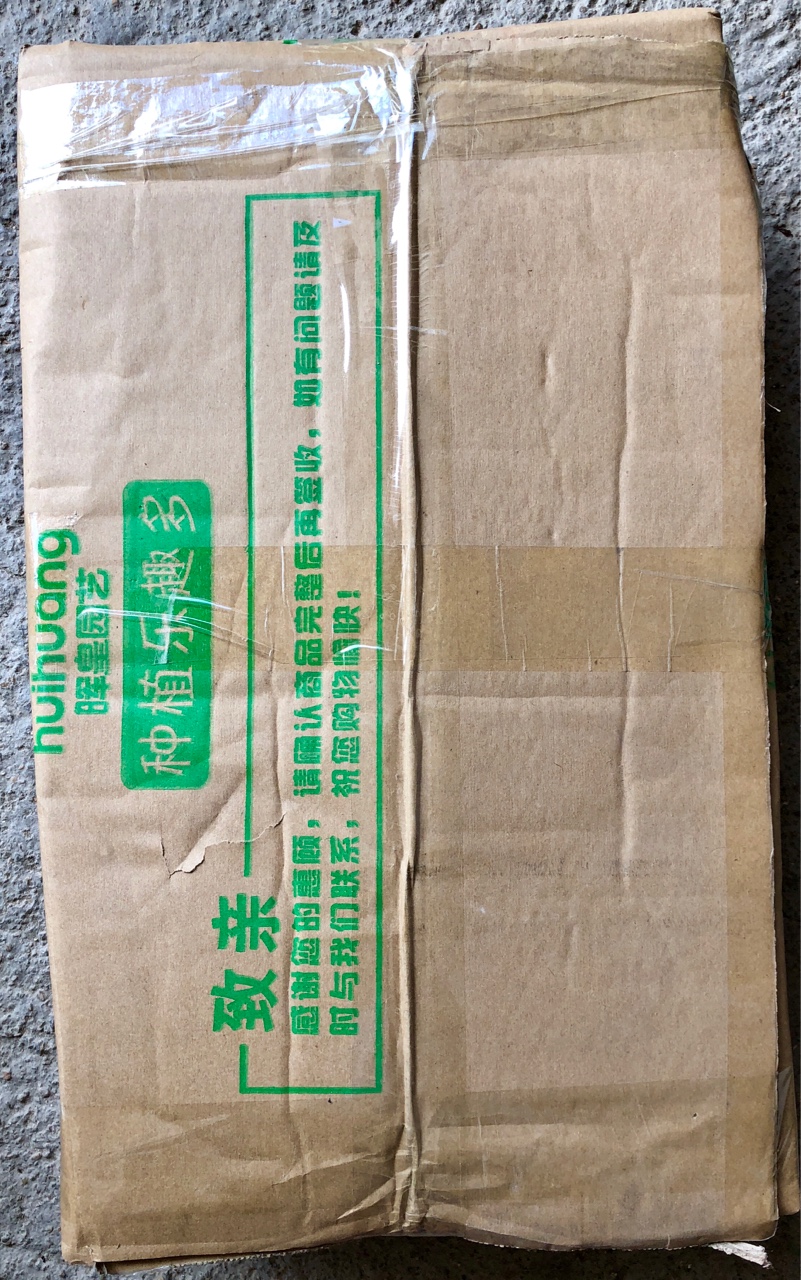 huihuang
晖皇园艺
种植乐趣多
致亲
感谢您的惠顾，请确认商品完整后再签收，如有问题请及
时与我们联系，祝您购物愉快！